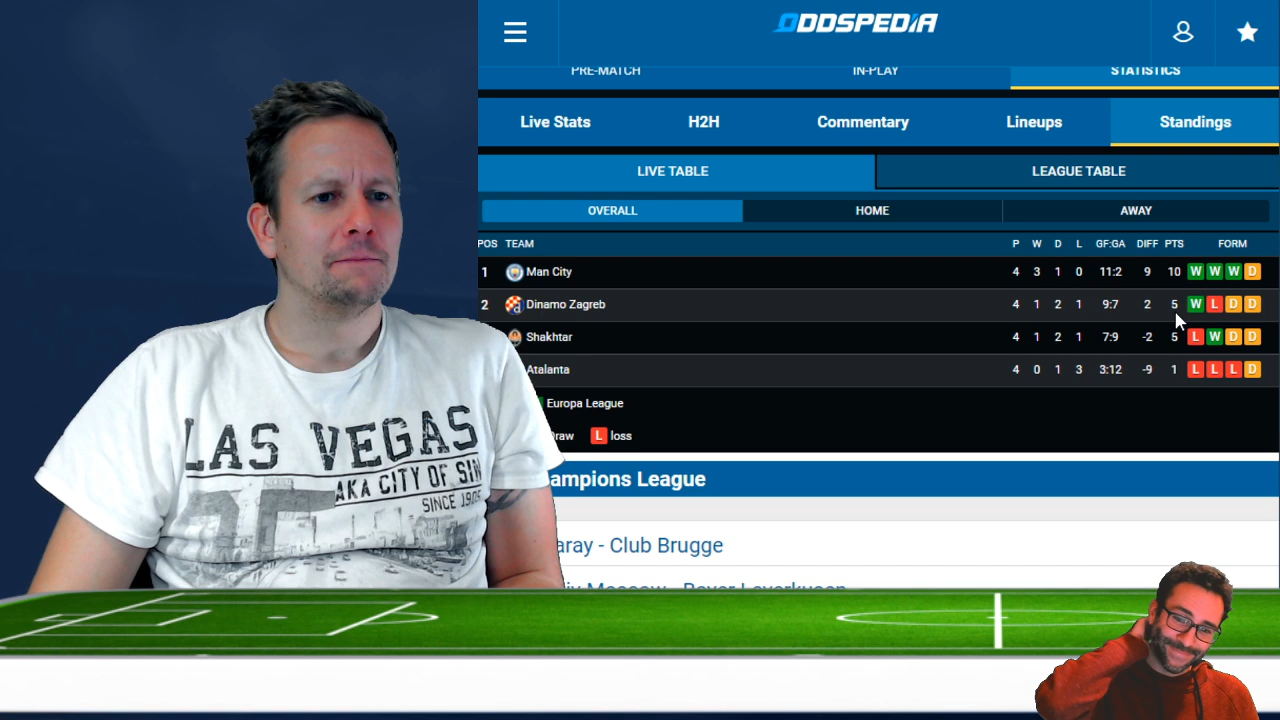 ODDSPEDIA
PRE-MATCH IN-PLAY STATISTICS
Live Stats H2H Commentary Lineups Standings
LIVE TABLE LEAGUE TABLE
OVERALL HOME AWAY
POS TEAM P W D L GF:GA DIFF PTS FORM
1 Man City 4 3 1 0 11:2 9 10 W W W D
2 Dinamo Zagreb 4 1 2 1 9:7 2 5 W L D D
Shakhtar 4 1 2 1 7:9 -2 5 L W D D
Atalanta 4 0 1 3 3:12 -9 1 L L L D
Europa League
L loss
League
- Club Brugge
LAS VEGAS
AKA CITY OF SIN
SINCE 1905